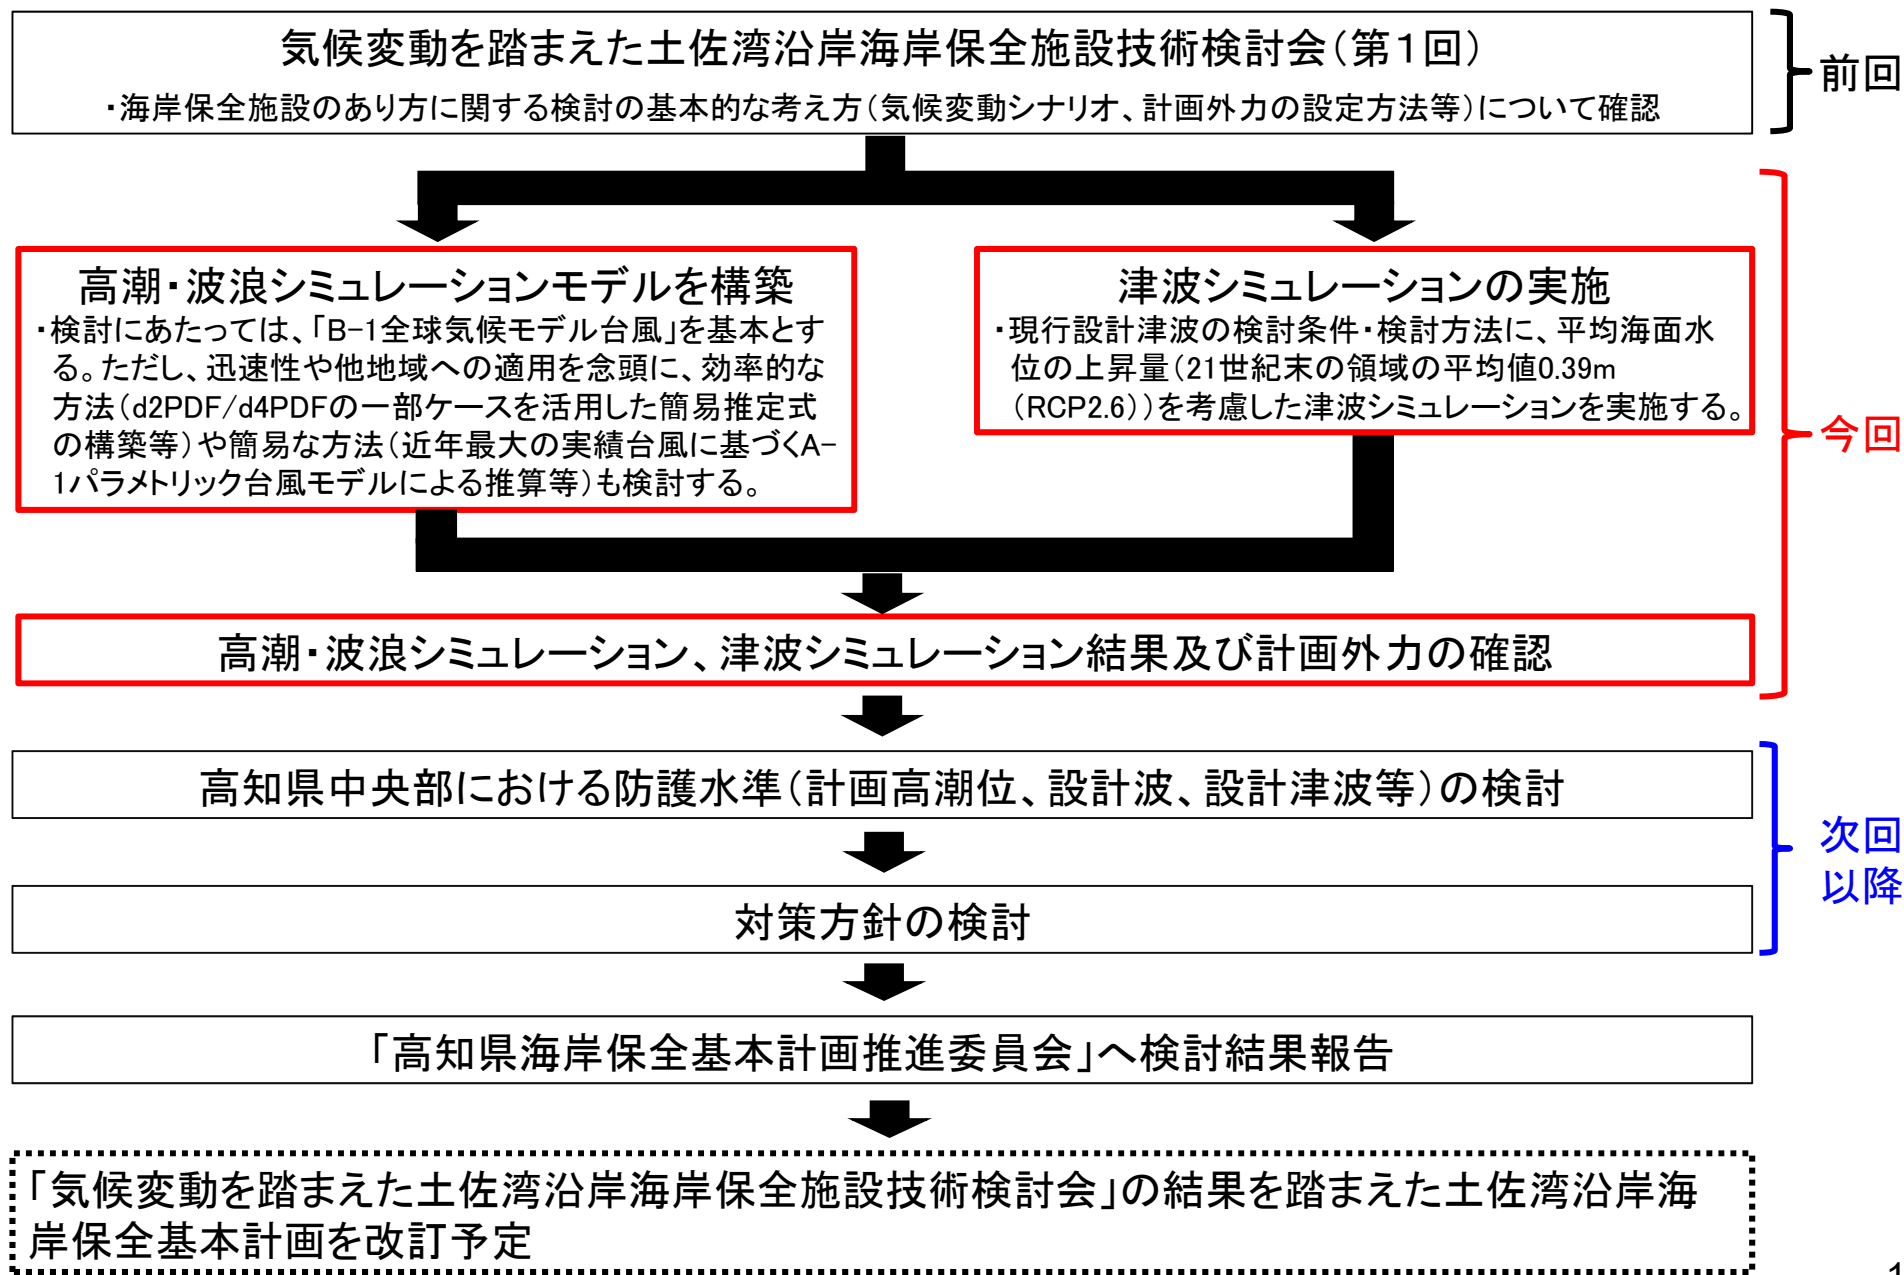 気候変動を踏まえた土佐湾沿岸海岸保全施設技術検討会（第１回）
・海岸保全施設のあり方に関する検討の基本的な考え方（気候変動シナリオ、計画外力の設定方法等）について確認
前回
高潮・波浪シミュレーションモデルを構築
・検討にあたっては、「B-1全球気候モデル台風」を基本とす
る。ただし、迅速性や他地域への適用を念頭に、効率的な
方法（d2PDF/d4PDFの一部ケースを活用した簡易推定式
の構築等）や簡易な方法（近年最大の実績台風に基づくA-
1パラメトリック台風モデルによる推算等）も検討する。
津波シミュレーションの実施
・現行設計津波の検討条件・検討方法に、平均海面水
位の上昇量（21世紀末の領域の平均値0.39m
（RCP2.6））を考慮した津波シミュレーションを実施する。
今回
高潮・波浪シミュレーション、津波シミュレーション結果及び計画外力の確認
高知県中央部における防護水準（計画高潮位、設計波、設計津波等）の検討
次回
以降
対策方針の検討
「高知県海岸保全基本計画推進委員会」へ検討結果報告
「気候変動を踏まえた土佐湾沿岸海岸保全施設技術検討会」の結果を踏まえた土佐湾沿岸海
岸保全基本計画を改訂予定
1